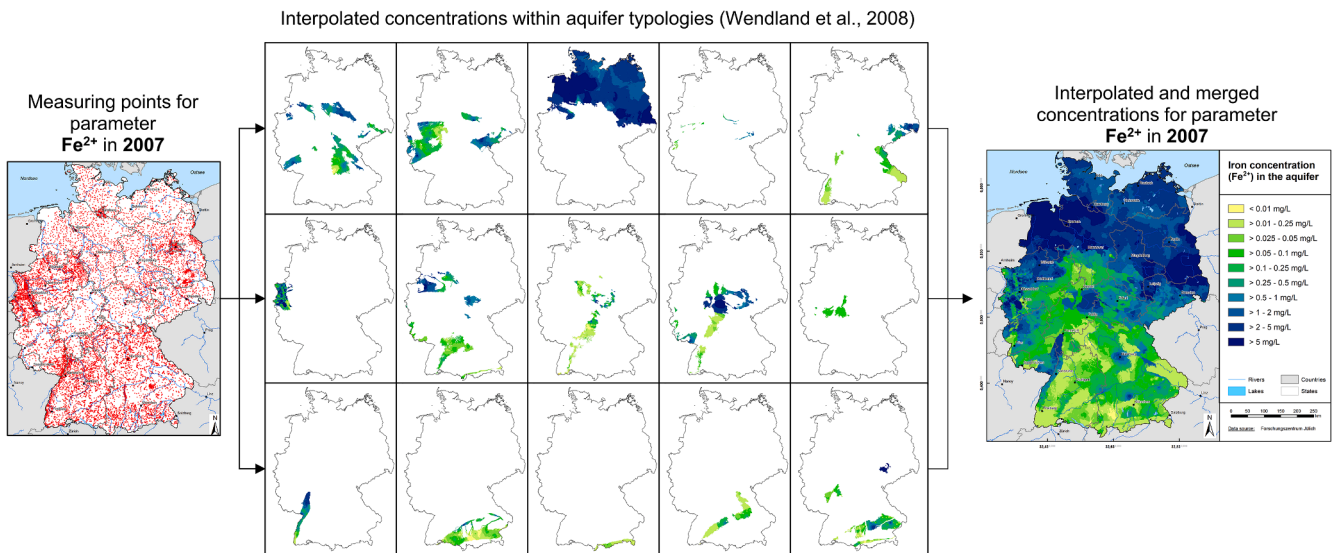 Interpolated concentrations within aquifer typologies (Wendland et al., 2008)
Measuring points for
parameter
Fe²⁺ in 2007
Nordsee
Ostsee
Interpolated and merged
concentrations for parameter
Fe²⁺ in 2007
Nordsee
Ostsee
Iron concentration
(Fe²⁺) in the aquifer
< 0.01 mg/L
> 0.01 - 0.25 mg/L
> 0.025 - 0.05 mg/L
> 0.05 - 0.1 mg/L
> 0.1 - 0.25 mg/L
> 0.25 - 0.5 mg/L
> 0.5 - 1 mg/L
> 1 - 2 mg/L
> 2 - 5 mg/L
> 5 mg/L
Rivers
Countries
Lakes
States
0 50 100 150 200 250
km
Data source: Forschungszentrum Jülich
N
N